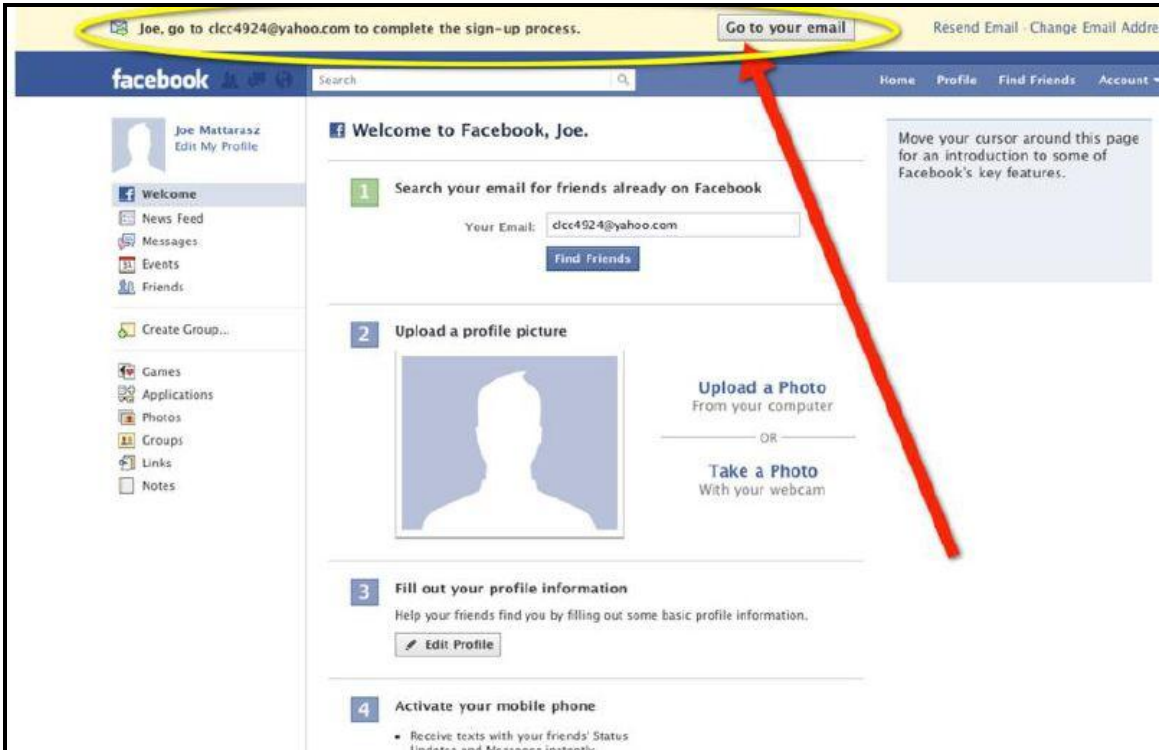 Joe, go to clcc4924@yahoo.com to complete the sign-up process.
Go to your email
Resend Email · Change Email Addre
facebook
Search
Home Profile Find Friends Account
Joe Mattarasz
Edit My Profile
Welcome
News Feed
Messages
31
Events
Friends
Create Group...
Games
Applications
Photos
Groups
Links
Notes
Welcome to Facebook, Joe.
1
Search your email for friends already on Facebook
Your Email: clcc4924@yahoo.com
Find Friends
2
Upload a profile picture
Upload a Photo
From your computer
OR
Take a Photo
With your webcam
3
Fill out your profile information
Help your friends find you by filling out some basic profile information.
Edit Profile
4
Activate your mobile phone
Receive texts with your friends' Status
Updates and Messages instantly
Move your cursor around this page
for an introduction to some of
Facebook's key features.